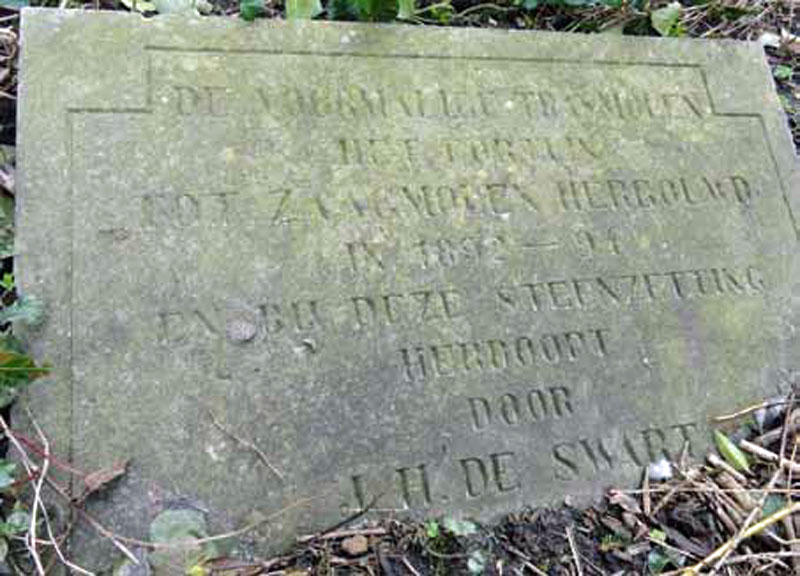 DE VOORMALIGE TRASMOLEN
HET FORTUIN
TOT ZAAGMOLEN HERBOUWD
IN 1892 — 94
EN BIJ DEZE STEENZETTING
HERDOOPT
DOOR
J. H. DE SWART